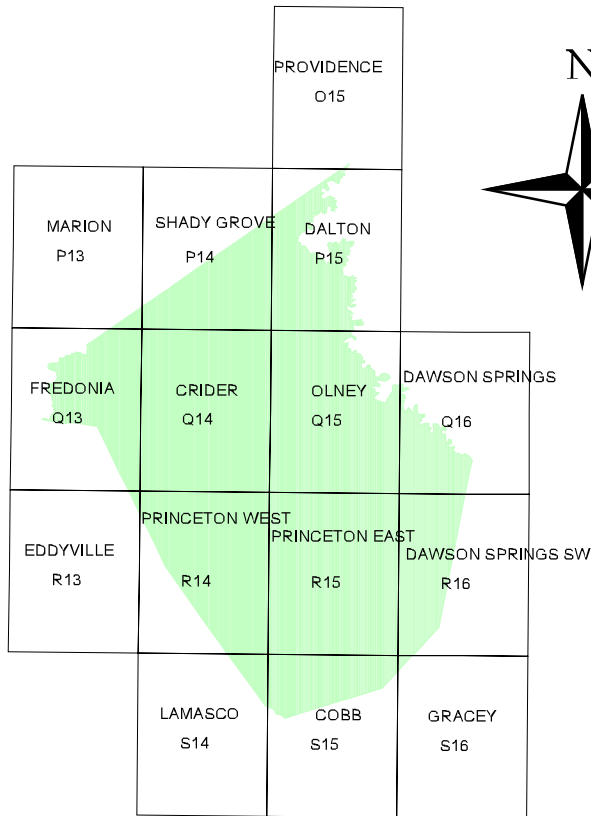 PROVIDENCE
O15
N
MARION
P13
SHADY GROVE
P14
DALTON
P15
FREDONIA
Q13
CRIDER
Q14
OLNEY
Q15
DAWSON SPRINGS
Q16
EDDYVILLE
R13
PRINCETON WEST
R14
PRINCETON EAST
R15
DAWSON SPRINGS SW
R16
LAMASCO
S14
COBB
S15
GRACEY
S16